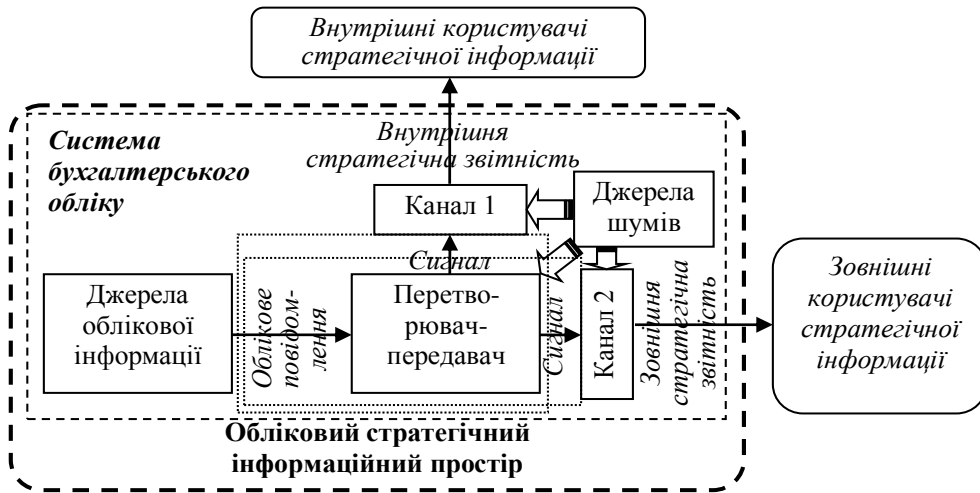 Внутрішні користувачі
стратегічної інформації
Внутрішня
стратегічна звітність
Система
бухгалтерського
обліку
Канал 1
Джерела
шумів
Сигнал
Джерела
облікової
інформації
Облікове
повідом-
лення
Перетво-
рювач-
передавач
Сигнал
Канал 2
Зовнішня
стратегічна
звітність
Зовнішні
користувачі
стратегічної
інформації
Обліковий стратегічний
інформаційний простір